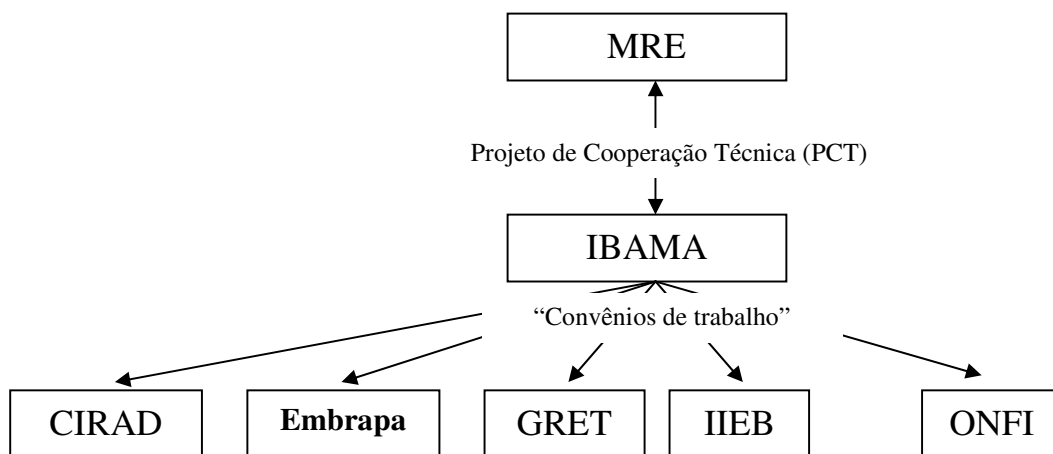 MRE
Projeto de Cooperação Técnica (PCT)
IBAMA
“Convênios de trabalho”
CIRAD
Embrapa
GRET
IIEB
ONFI